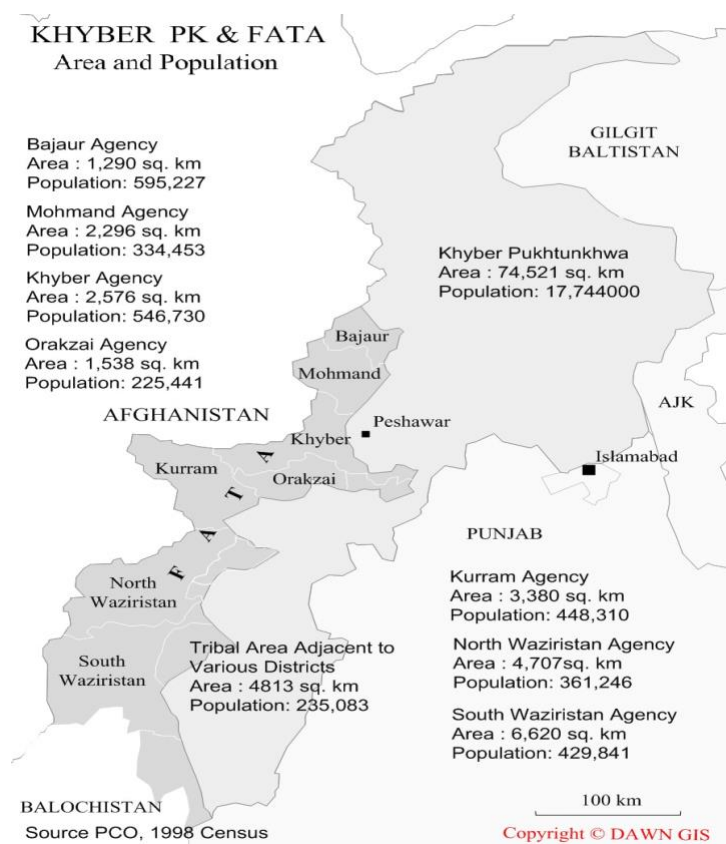 KHYBER PK & FATA
Area and Population
Bajaur Agency
Area : 1,290 sq. km
Population: 595,227
Mohmand Agency
Area : 2,296 sq. km
Population: 334,453
Khyber Agency
Area : 2,576 sq. km
Population: 546,730
Orakzai Agency
Area : 1,538 sq. km
Population: 225,441
GILGIT
BALTISTAN
Khyber Pukhtunkhwa
Area : 74,521 sq. km
Population: 17,744000
Bajaur
Mohmand
AFGHANISTAN
Khyber
Peshawar
AJK
Kurram
Orakzai
Islamabad
F A T A
PUNJAB
North
Waziristan
South
Waziristan
Tribal Area Adjacent to
Various Districts
Area : 4813 sq. km
Population: 235,083
Kurram Agency
Area : 3,380 sq. km
Population: 448,310
North Waziristan Agency
Area : 4,707sq. km
Population: 361,246
South Waziristan Agency
Area : 6,620 sq. km
Population: 429,841
BALOCHISTAN
100 km
Source PCO, 1998 Census
Copyright © DAWN GIS